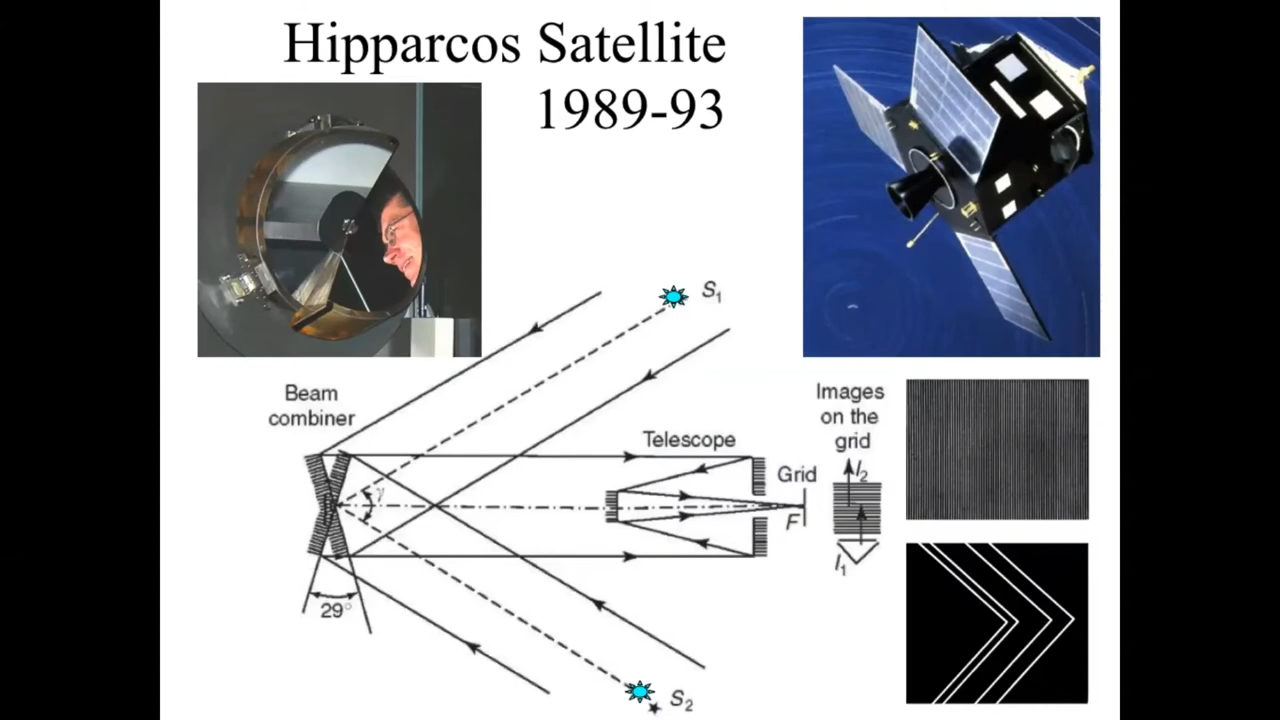 Hipparcos Satellite
1989-93
S1
Beam
combiner
Images
on the
grid
Telescope
Grid
I2
γ
F
I1
29°
S2